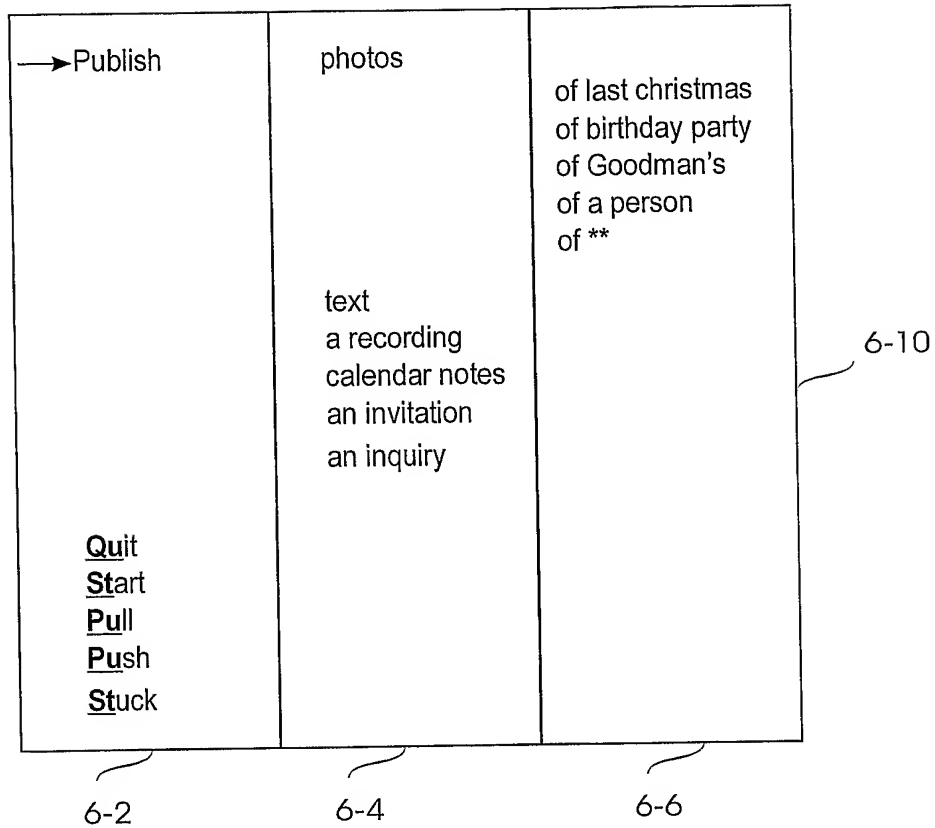 Publish
Quit
Start
Pull
Push
Stuck
photos
text
a recording
calendar notes
an invitation
an inquiry
of last christmas
of birthday party
of Goodman's
of a person
of **
6-10
6-2
6-4
6-6